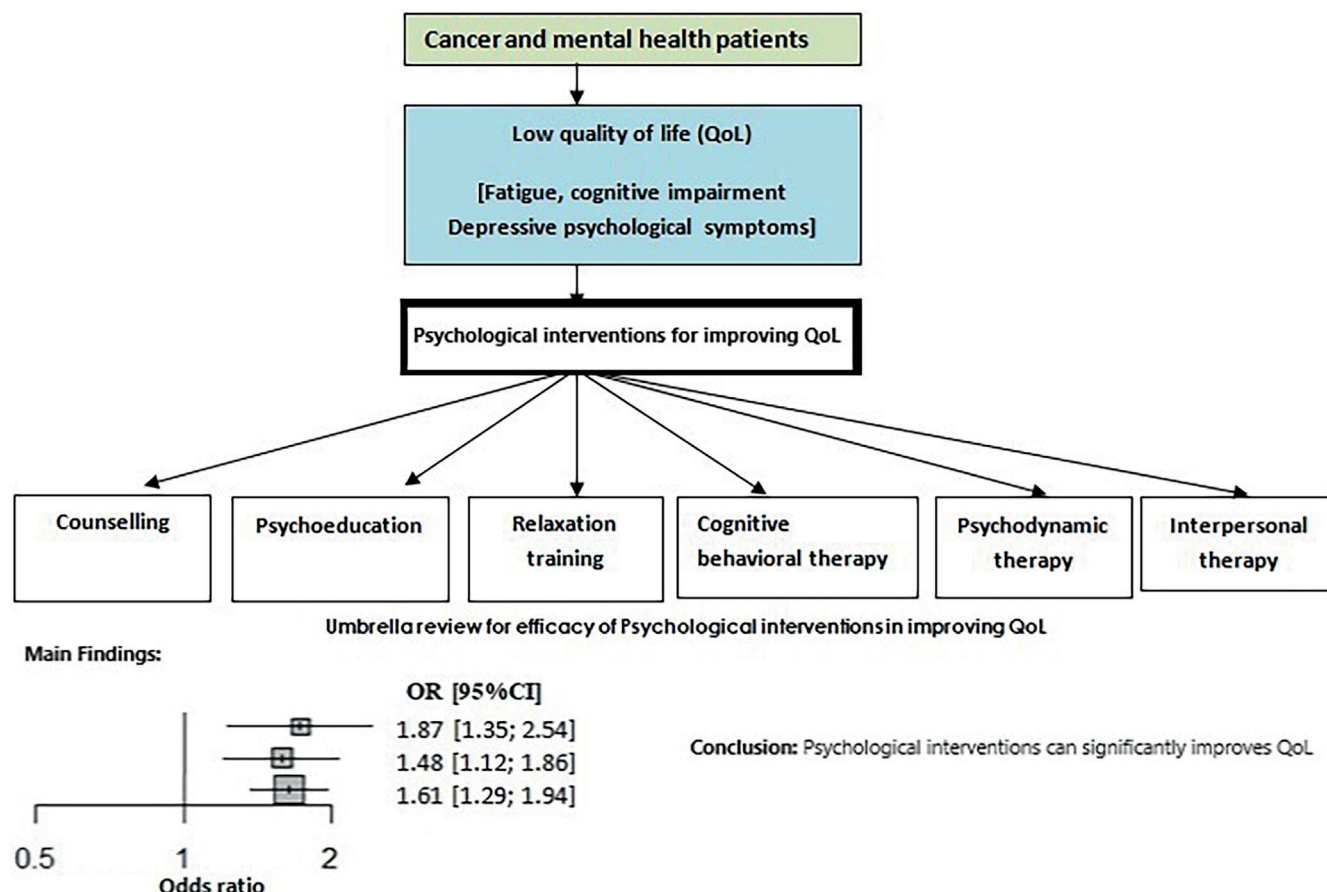 Cancer and mental health patients
Low quality of life (QoL)
[Fatigue, cognitive impairment
Depressive psychological symptoms]
Psychological interventions for improving QoL
Counselling
Psychoeducation
Relaxation
training
Cognitive
behavioral therapy
Psychodynamic
therapy
Interpersonal
therapy
Umbrella review for efficacy of Psychological interventions in improving QoL
Main Findings:
OR [95%CI]
1.87 [1.35; 2.54]
1.48 [1.12; 1.86]
1.61 [1.29; 1.94]
0.5 1 2
Odds ratio
Conclusion: Psychological interventions can significantly improves QoL